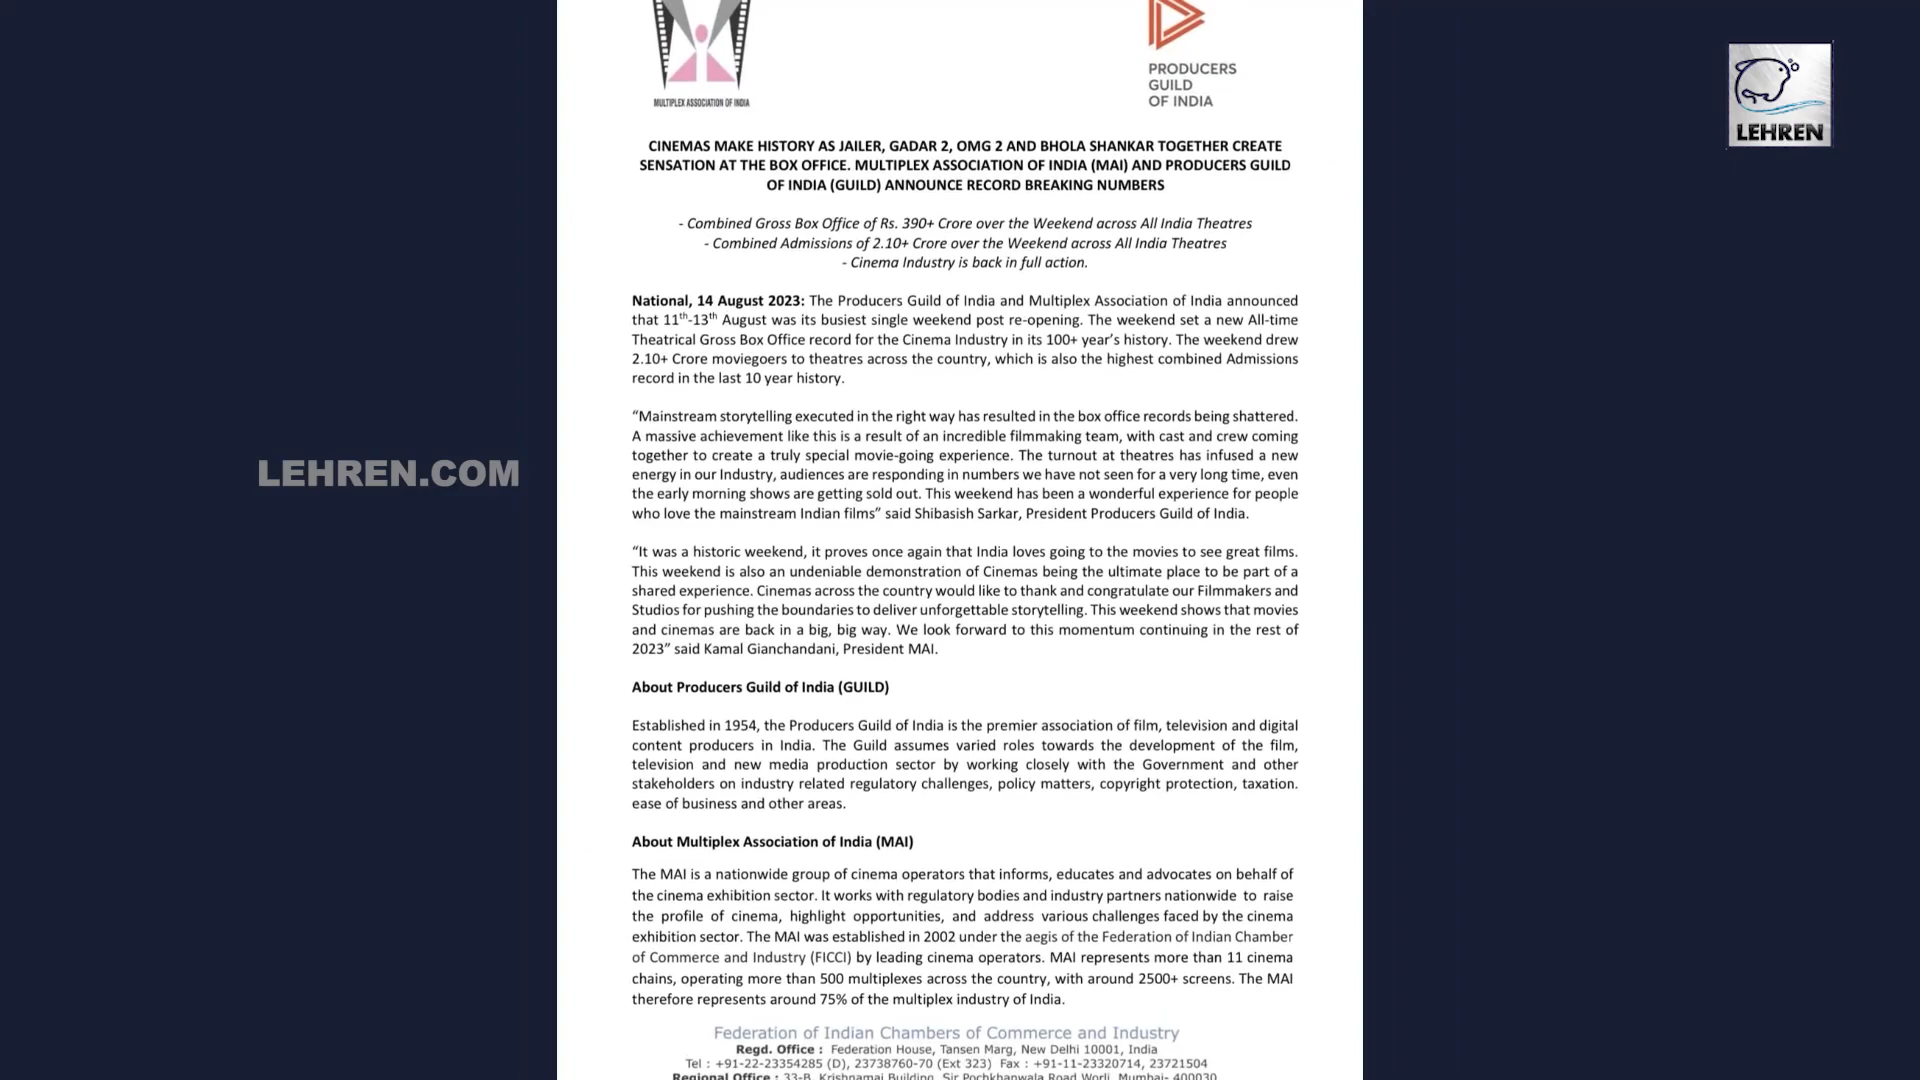 MULTIPLEX ASSOCIATION OF INDIA
PRODUCERS
GUILD
OF INDIA
LEHREN
CINEMAS MAKE HISTORY AS JAILER, GADAR 2, OMG 2 AND BHOLA SHANKAR TOGETHER CREATE
SENSATION AT THE BOX OFFICE. MULTIPLEX ASSOCIATION OF INDIA (MAI) AND PRODUCERS GUILD
OF INDIA (GUILD) ANNOUNCE RECORD BREAKING NUMBERS
- Combined Gross Box Office of Rs. 390+ Crore over the Weekend across All India Theatres
- Combined Admissions of 2.10+ Crore over the Weekend across All India Theatres
- Cinema Industry is back in full action.
National, 14 August 2023: The Producers Guild of India and Multiplex Association of India announced
that 11th-13th August was its busiest single weekend post re-opening. The weekend set a new All-time
Theatrical Gross Box Office record for the Cinema Industry in its 100+ year's history. The weekend drew
2.10+ Crore moviegoers to theatres across the country, which is also the highest combined Admissions
record in the last 10 year history.
“Mainstream storytelling executed in the right way has resulted in the box office records being shattered.
A massive achievement like this is a result of an incredible filmmaking team, with cast and crew coming
together to create a truly special movie-going experience. The turnout at theatres has infused a new
energy in our Industry, audiences are responding in numbers we have not seen for a very long time, even
the early morning shows are getting sold out. This weekend has been a wonderful experience for people
who love the mainstream Indian films” said Shibasish Sarkar, President Producers Guild of India.
LEHREN.COM
“It was a historic weekend, it proves once again that India loves going to the movies to see great films.
This weekend is also an undeniable demonstration of Cinemas being the ultimate place to be part of a
shared experience. Cinemas across the country would like to thank and congratulate our Filmmakers and
Studios for pushing the boundaries to deliver unforgettable storytelling. This weekend shows that movies
and cinemas are back in a big, big way. We look forward to this momentum continuing in the rest of
2023” said Kamal Gianchandani, President MAI.
About Producers Guild of India (GUILD)
Established in 1954, the Producers Guild of India is the premier association of film, television and digital
content producers in India. The Guild assumes varied roles towards the development of the film,
television and new media production sector by working closely with the Government and other
stakeholders on industry related regulatory challenges, policy matters, copyright protection, taxation.
ease of business and other areas.
About Multiplex Association of India (MAI)
The MAI is a nationwide group of cinema operators that informs, educates and advocates on behalf of
the cinema exhibition sector. It works with regulatory bodies and industry partners nationwide to raise
the profile of cinema, highlight opportunities, and address various challenges faced by the cinema
exhibition sector. The MAI was established in 2002 under the aegis of the Federation of Indian Chamber
of Commerce and Industry (FICCI) by leading cinema operators. MAI represents more than 11 cinema
chains, operating more than 500 multiplexes across the country, with around 2500+ screens. The MAI
therefore represents around 75% of the multiplex industry of India.
Federation of Indian Chambers of Commerce and Industry
Regd. Office : Federation House, Tansen Marg, New Delhi 10001, India
Tel : +91-22-23354285 (D), 23738760-70 (Ext 323) Fax : +91-11-23320714, 23721504
Regional Office : 33-B, Krishnamai Building, Sir Pochkhanwala Road Worli, Mumbai- 400030